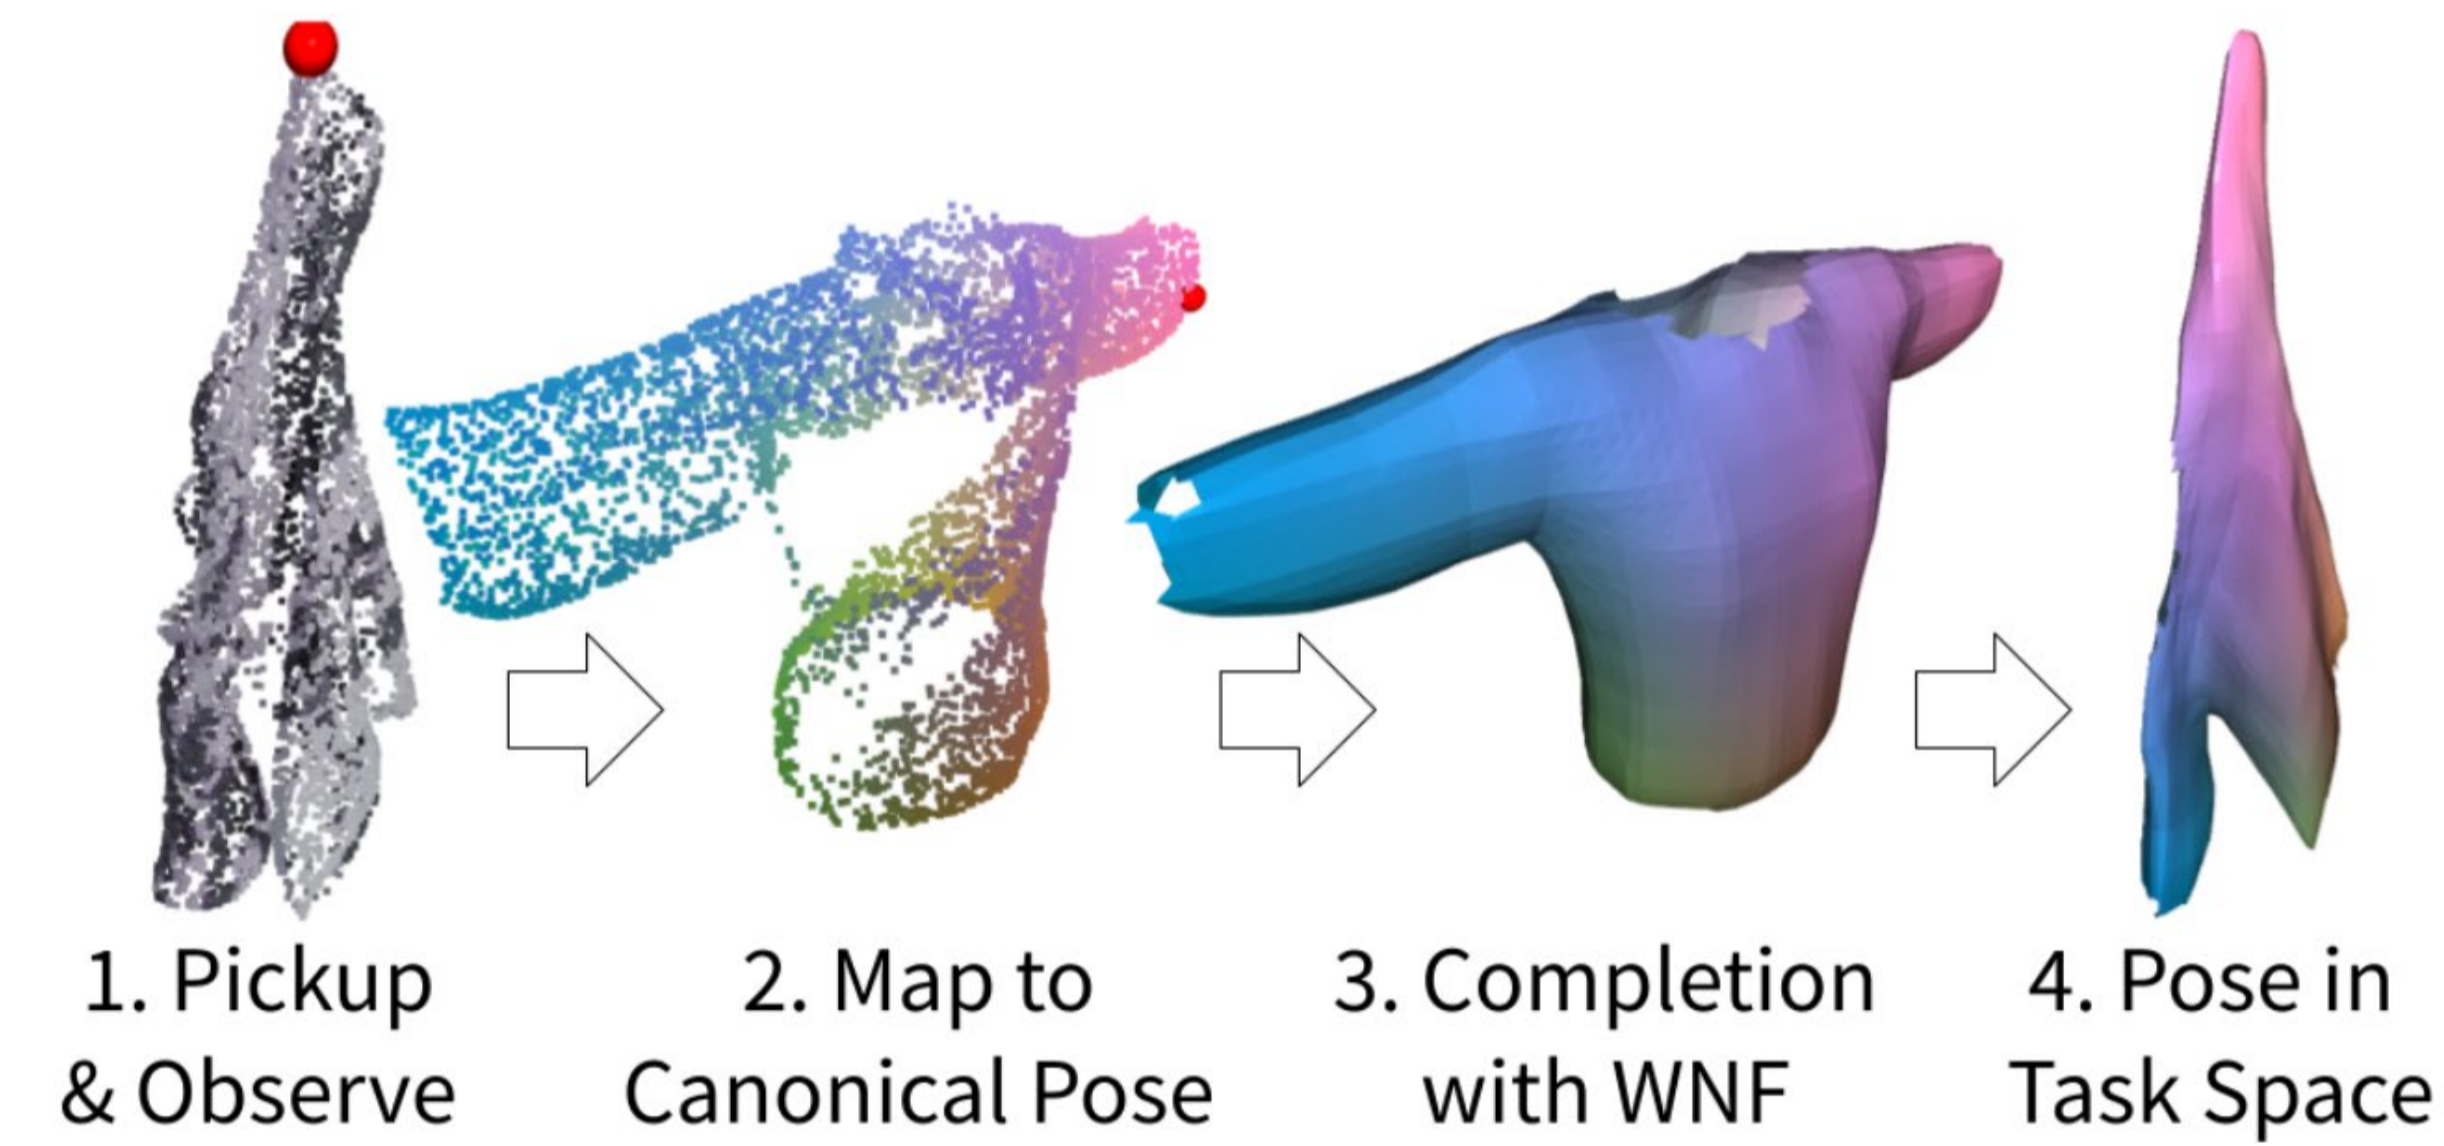 1. Pickup
& Observe
2. Map to
Canonical Pose
3. Completion
with WNF
4. Pose in
Task Space